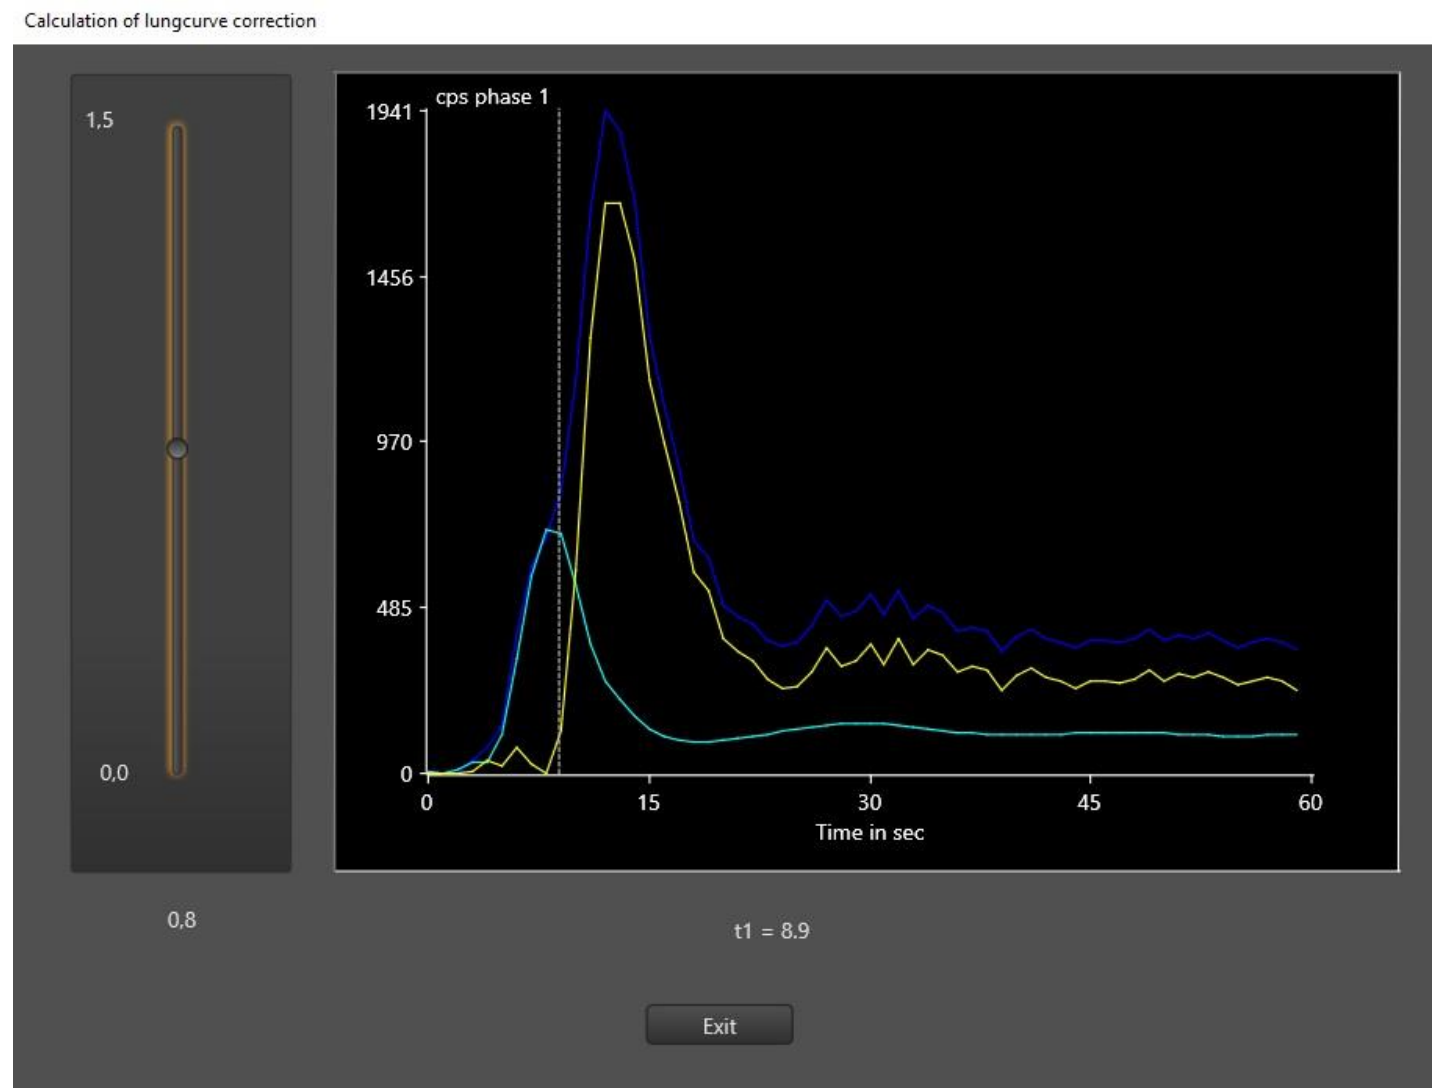 Calculation of lungcurve correction
1,5
0,0
0,8
cps phase 1
1941
1456
970
485
0
0 15 30 45 60
Time in sec
t1 = 8.9
Exit